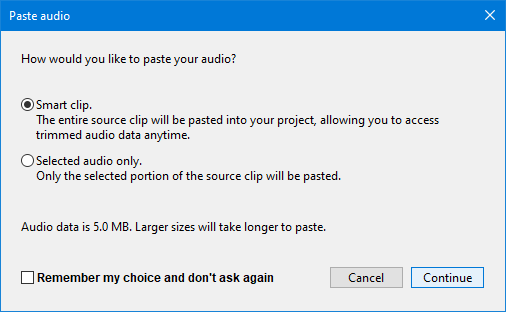 Paste audio
How would you like to paste your audio?
Smart clip.
The entire source clip will be pasted into your project, allowing you to access
trimmed audio data anytime.
Selected audio only.
Only the selected portion of the source clip will be pasted.
Audio data is 5.0 MB. Larger sizes will take longer to paste.
Remember my choice and don't ask again
Cancel
Continue